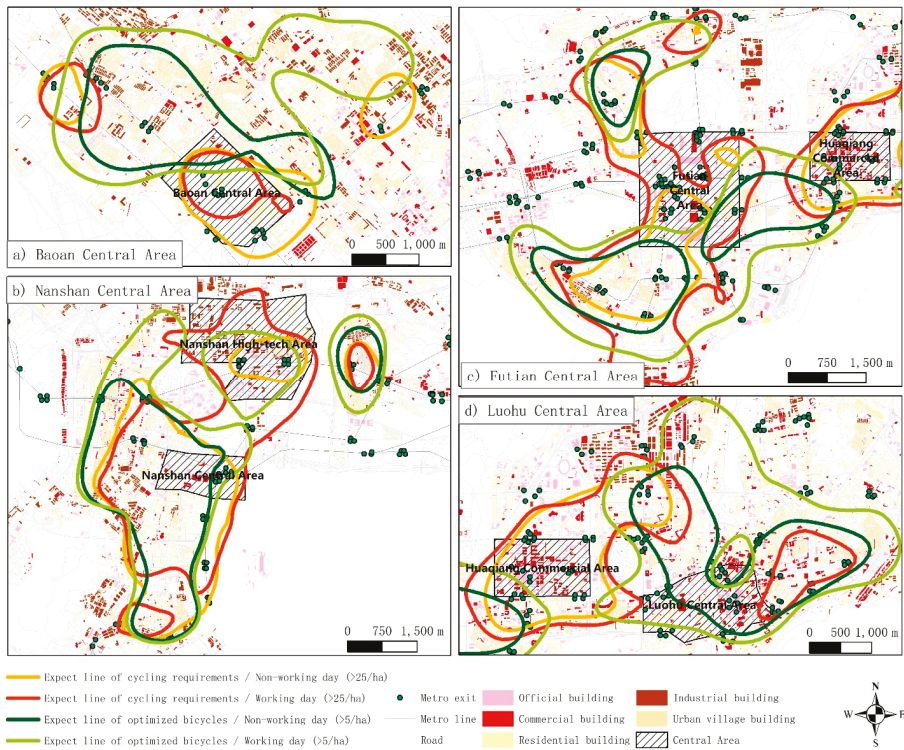 Baoan Central Area
0 500 1,000 m
a) Baoan Central Area
Huaqiang
Commercial
Area
Futian
Central
Area
0 750 1,500 m
c) Futian Central Area
b) Nanshan Central Area
Nanshan High-tech Area
Nanshan Central Area
0 750 1,500 m
d) Luohu Central Area
Huaqiang Commercial Area
Luohu Central Area
0 500 1,000 m
Expect line of cycling requirements / Non-working day (>25/ha)
Expect line of cycling requirements / Working day (>25/ha)
Expect line of optimized bicycles / Non-working day (>5/ha)
Expect line of optimized bicycles / Working day (>5/ha)
Metro exit
Metro line
Road
Official building
Commercial building
Residential building
Industrial building
Urban village building
Central Area
N
W E
S